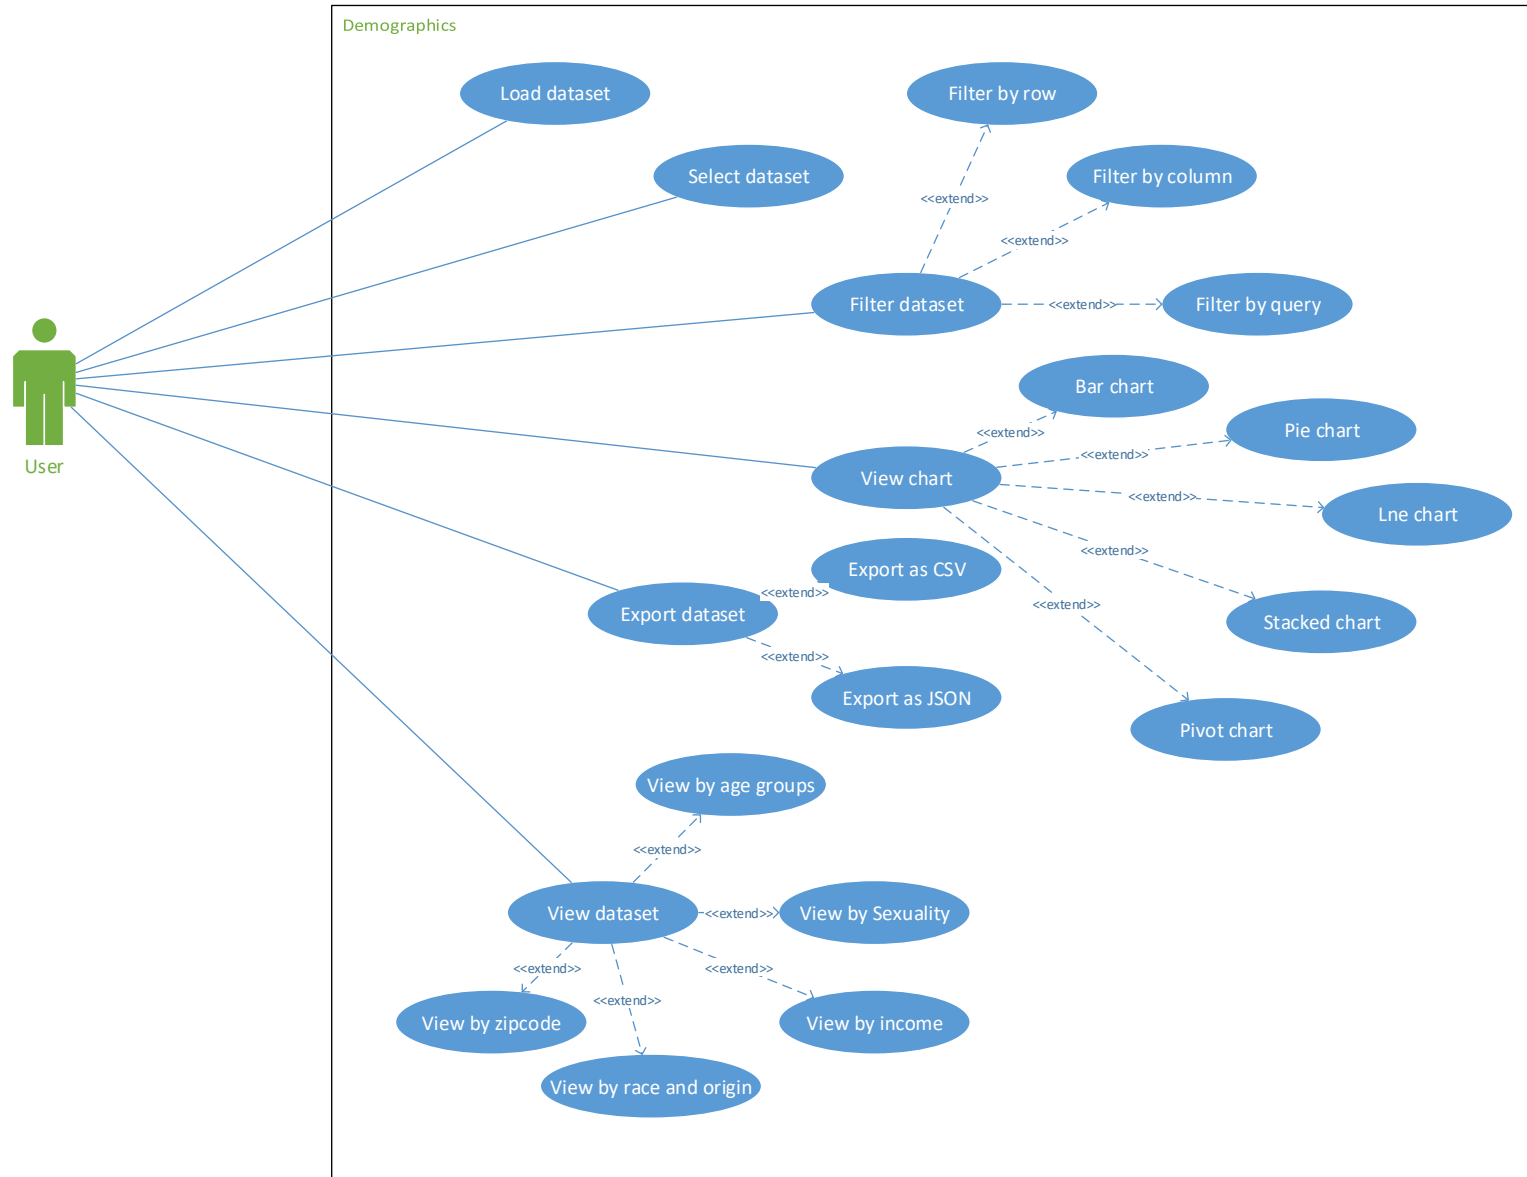 Demographics
Load dataset
Filter by row
Select dataset
Filter by column
<<extend>>
<<extend>>
Filter dataset
<<extend>>
Filter by query
User
Bar chart
<<extend>>
Pie chart
<<extend>>
View chart
<<extend>>
Lne chart
<<extend>>
Export as CSV
<<extend>>
<<extend>>
Export dataset
Stacked chart
<<extend>>
Export as JSON
Pivot chart
View by age groups
<<extend>>
View dataset
<<extend>>
View by Sexuality
<<extend>>
<<extend>>
<<extend>>
View by zipcode
View by income
View by race and origin